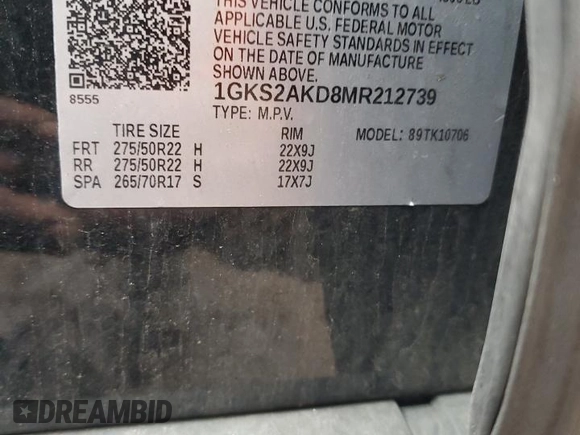 THIS VEHICLE CONFORMS TO ALL
APPLICABLE U.S. FEDERAL MOTOR
VEHICLE SAFETY STANDARDS IN EFFECT
ON THE DATE OF MANUFACTURE
SHOWN ABOVE.
8555
1GKS2AKD8MR212739
TYPE: M.P.V.
TIRE SIZE RIM MODEL: 89TK10706
FRT 275/50R22 H 22X9J
RR 275/50R22 H 22X9J
SPA 265/70R17 S 17X7J
DREAMBID